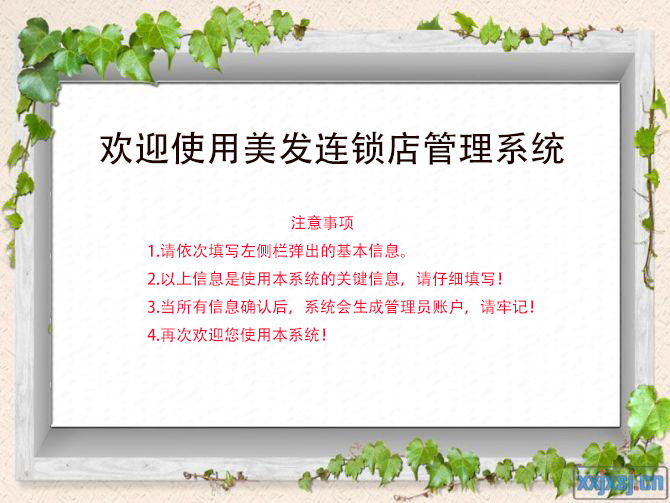 欢迎使用美发连锁店管理系统
注意事项
1.请依次填写左侧栏弹出的基本信息。
2.以上信息是使用本系统的关键信息，请仔细填写！
3.当所有信息确认后，系统会生成管理员账户，请牢记！
4.再次欢迎您使用本系统！
xxjxsj.cn